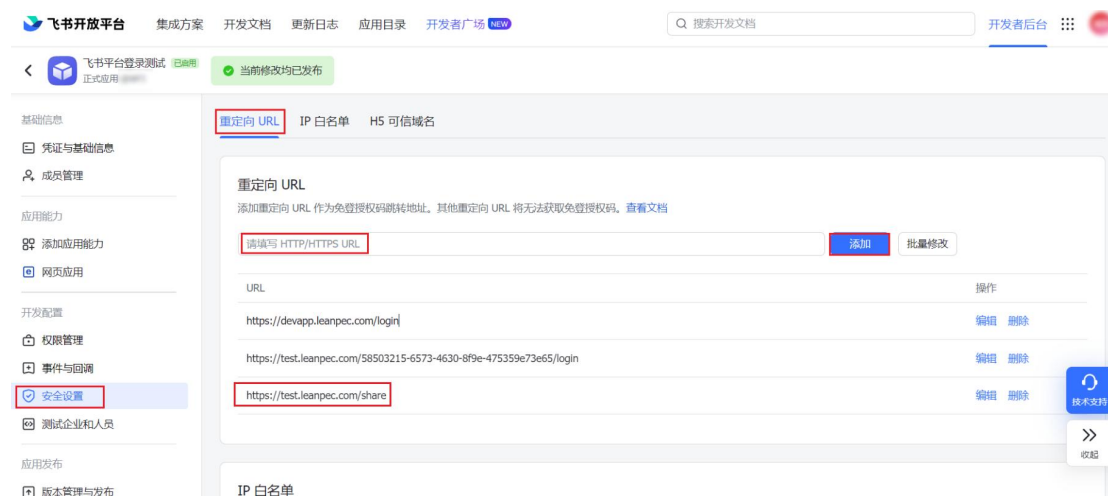 飞书开放平台 集成方案 开发文档 更新日志 应用目录 开发者广场 NEW 搜索开发文档 开发者后台
飞书平台登录测试 已启用
正式应用
当前修改均已发布
基础信息
凭证与基础信息
成员管理
应用能力
添加应用能力
网页应用
开发配置
权限管理
事件与回调
安全设置
测试企业和人员
应用发布
版本管理与发布
重定向 URL IP 白名单 H5 可信域名
重定向 URL
添加重定向 URL 作为免登授权码跳转地址。其他重定向 URL 将无法获取免登授权码。查看文档
请填写 HTTP/HTTPS URL 添加 批量修改
URL 操作
https://devapp.leanpec.com/login 编辑 删除
https://test.leanpec.com/58503215-6573-4630-8f9e-475359e73e65/login 编辑 删除
https://test.leanpec.com/share 编辑 删除
IP 白名单
技术支持
收起